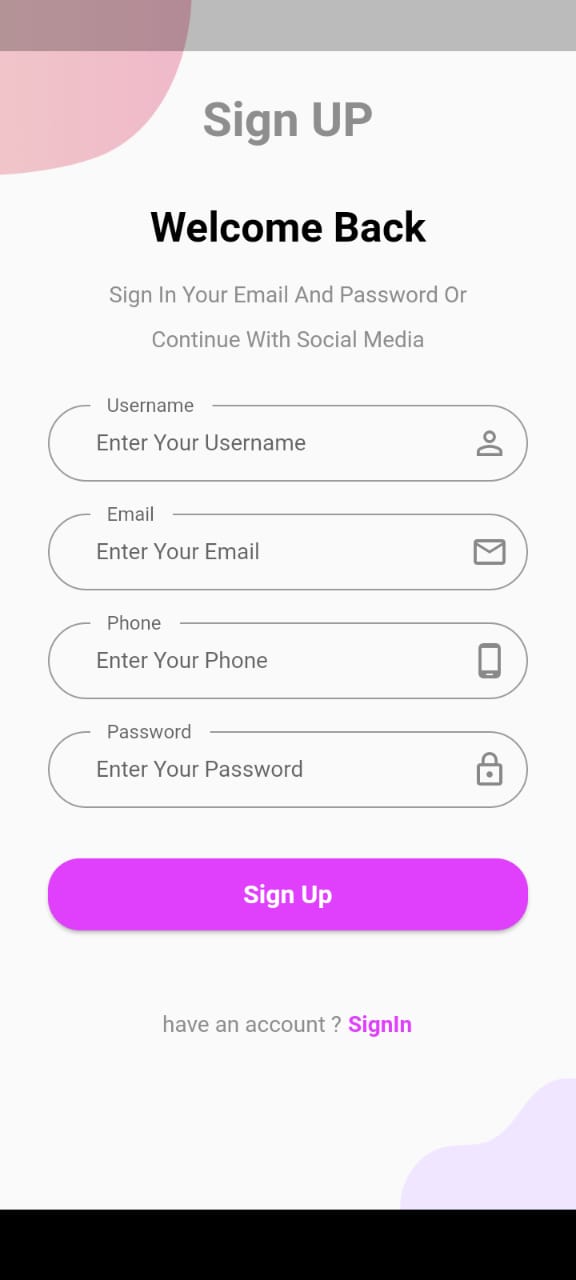 Sign UP
Welcome Back
Sign In Your Email And Password Or
Continue With Social Media
Username
Enter Your Username
Email
Enter Your Email
Phone
Enter Your Phone
Password
Enter Your Password
Sign Up
have an account ? SignIn